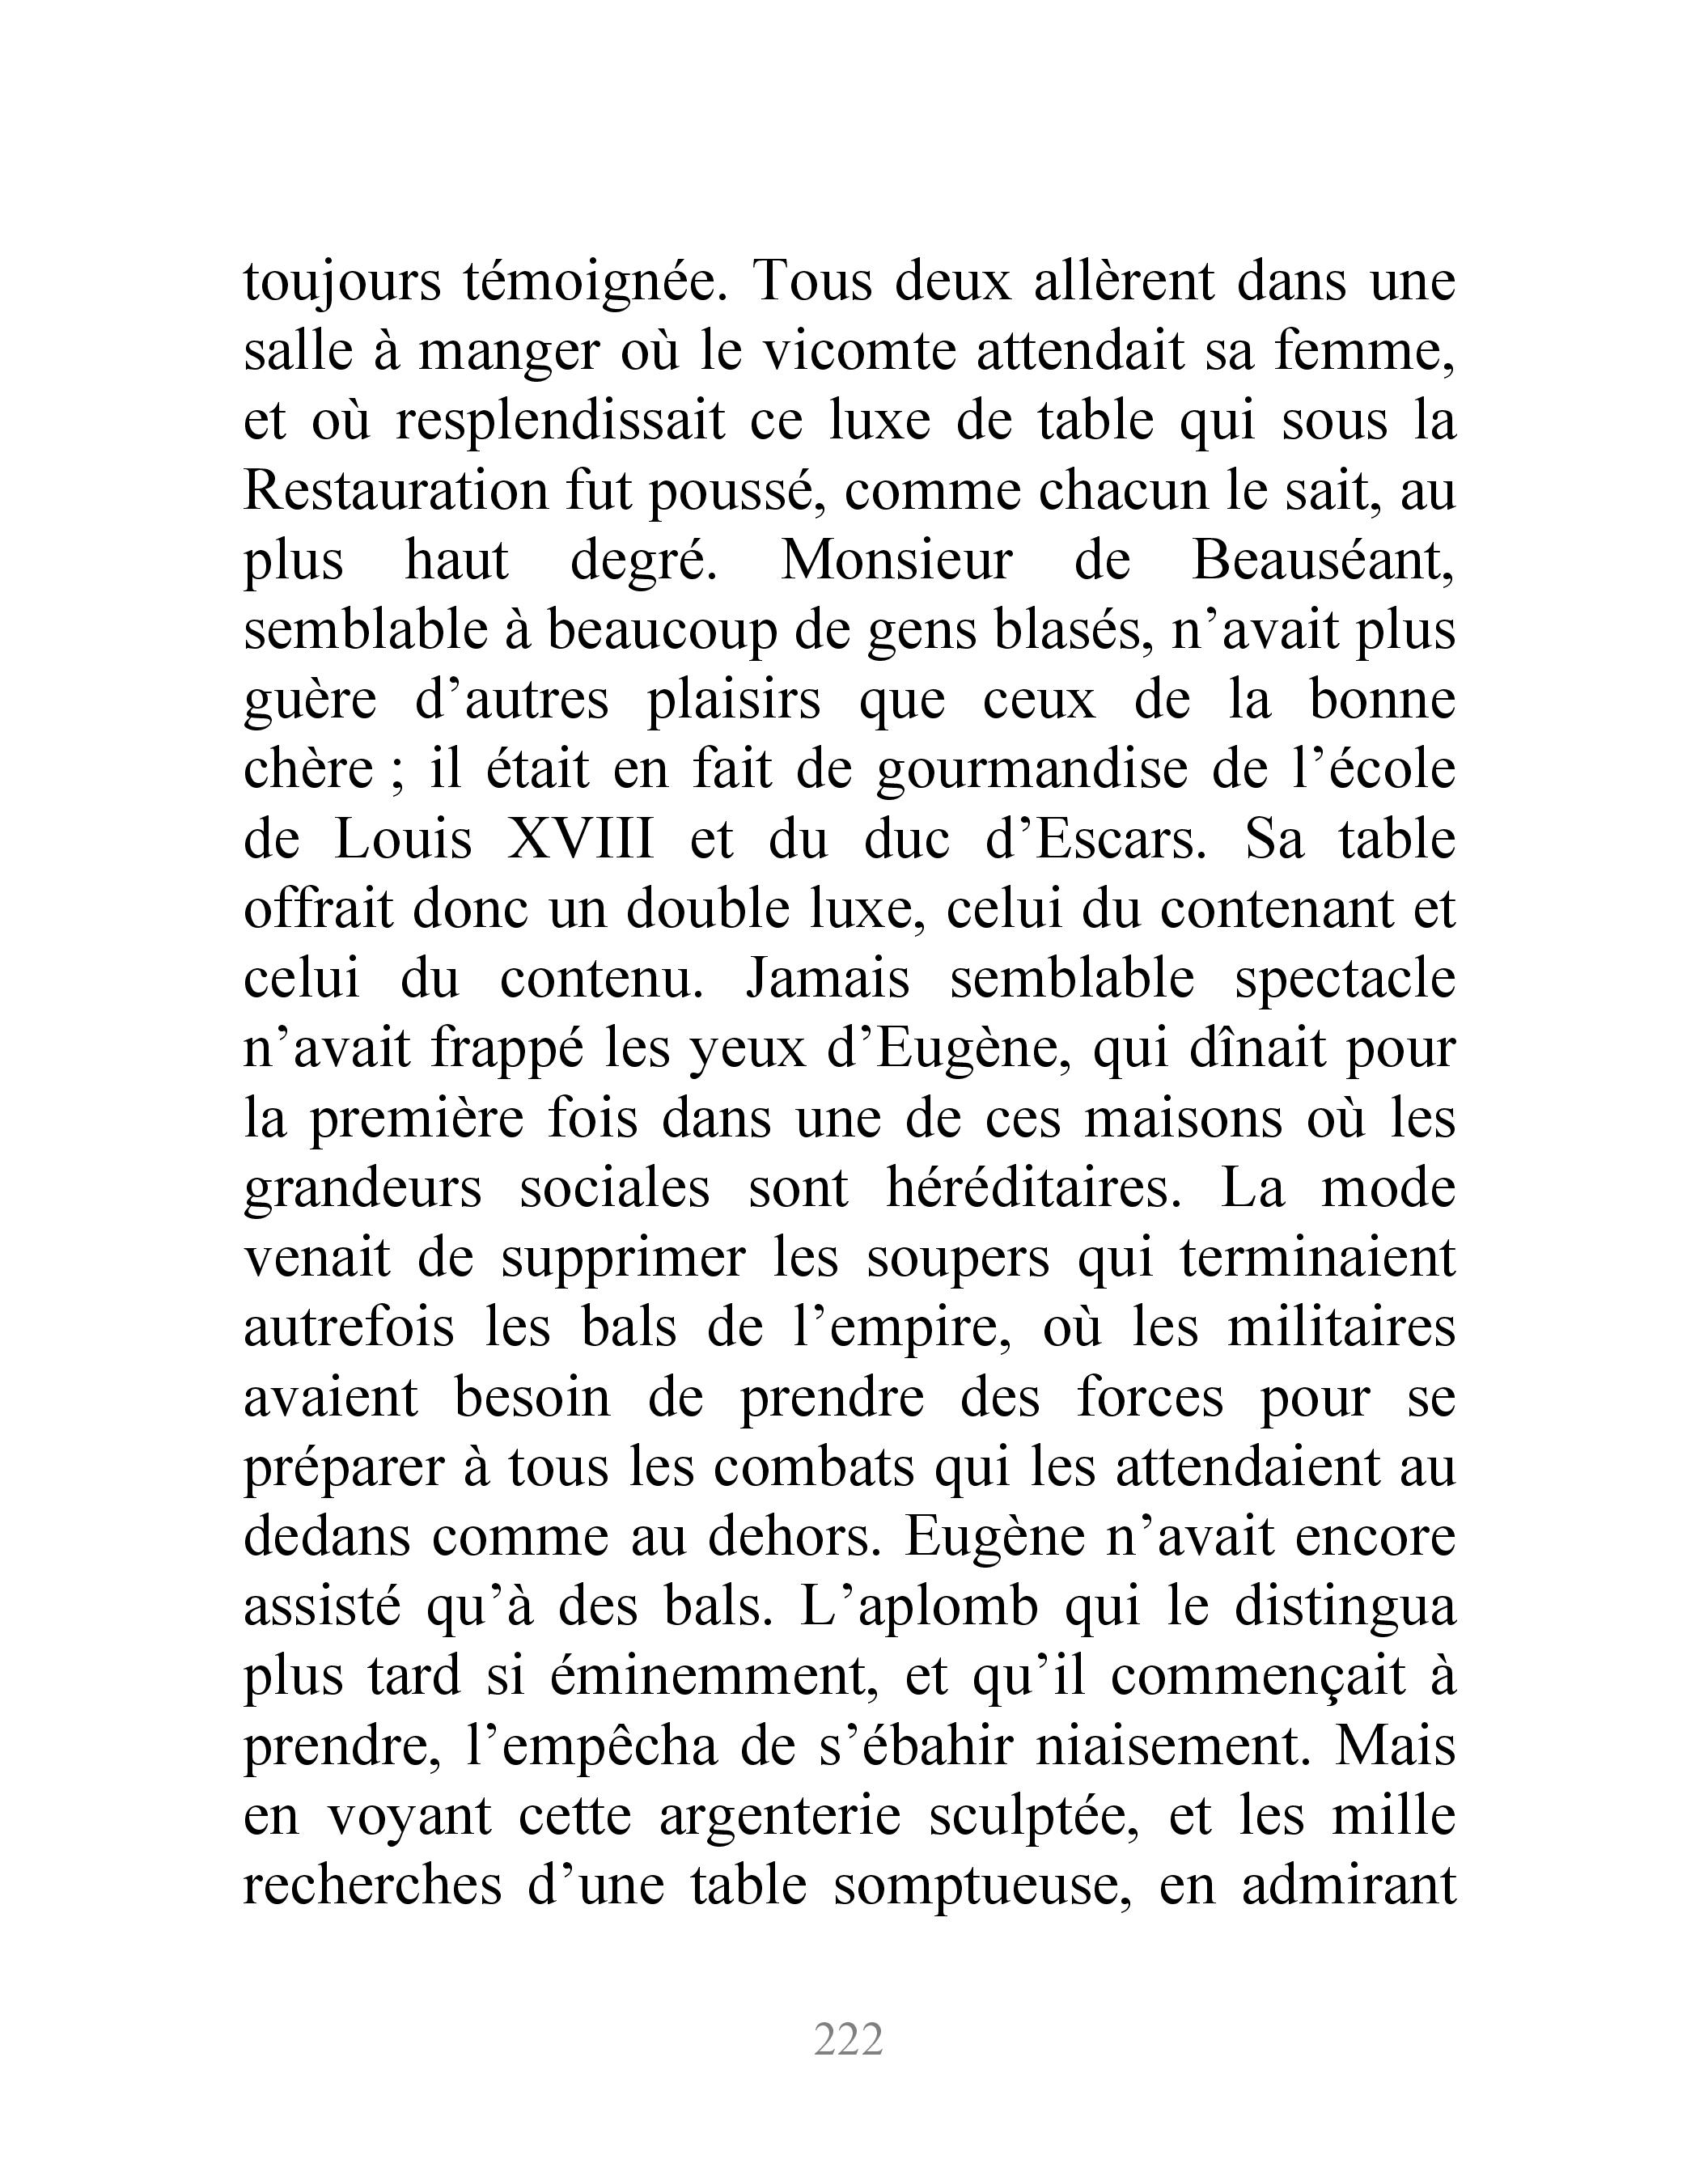 toujours témoignée. Tous deux allèrent dans une
salle à manger où le vicomte attendait sa femme,
et où resplendissait ce luxe de table qui sous la
Restauration fut poussé, comme chacun le sait, au
plus haut degré. Monsieur de Beauséant,
semblable à beaucoup de gens blasés, n’avait plus
guère d’autres plaisirs que ceux de la bonne
chère ; il était en fait de gourmandise de l’école
de Louis XVIII et du duc d’Escars. Sa table
offrait donc un double luxe, celui du contenant et
celui du contenu. Jamais semblable spectacle
n’avait frappé les yeux d’Eugène, qui dînait pour
la première fois dans une de ces maisons où les
grandeurs sociales sont héréditaires. La mode
venait de supprimer les soupers qui terminaient
autrefois les bals de l’empire, où les militaires
avaient besoin de prendre des forces pour se
préparer à tous les combats qui les attendaient au
dedans comme au dehors. Eugène n’avait encore
assisté qu’à des bals. L’aplomb qui le distingua
plus tard si éminemment, et qu’il commençait à
prendre, l’empêcha de s’ébahir niaisement. Mais
en voyant cette argenterie sculptée, et les mille
recherches d’une table somptueuse, en admirant
222